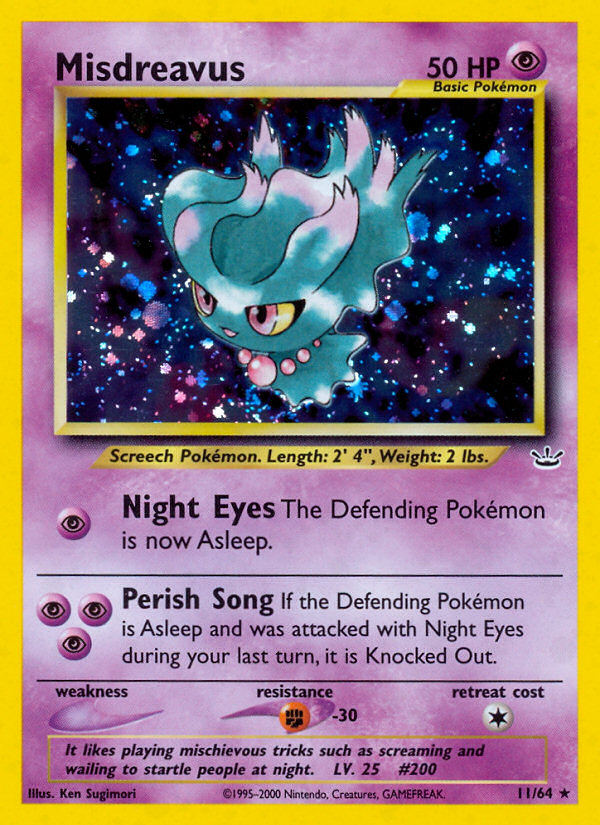 Misdreavus 50 HP
Basic Pokémon
Screech Pokémon. Length: 2' 4", Weight: 2 lbs.
Night Eyes The Defending Pokémon
is now Asleep.
Perish Song If the Defending Pokémon
is Asleep and was attacked with Night Eyes
during your last turn, it is Knocked Out.
weakness resistance retreat cost
-30
It likes playing mischievous tricks such as screaming and
wailing to startle people at night. LV. 25 #200
Illus. Ken Sugimori ©1995–2000 Nintendo, Creatures, GAMEFREAK. 11/64 ★